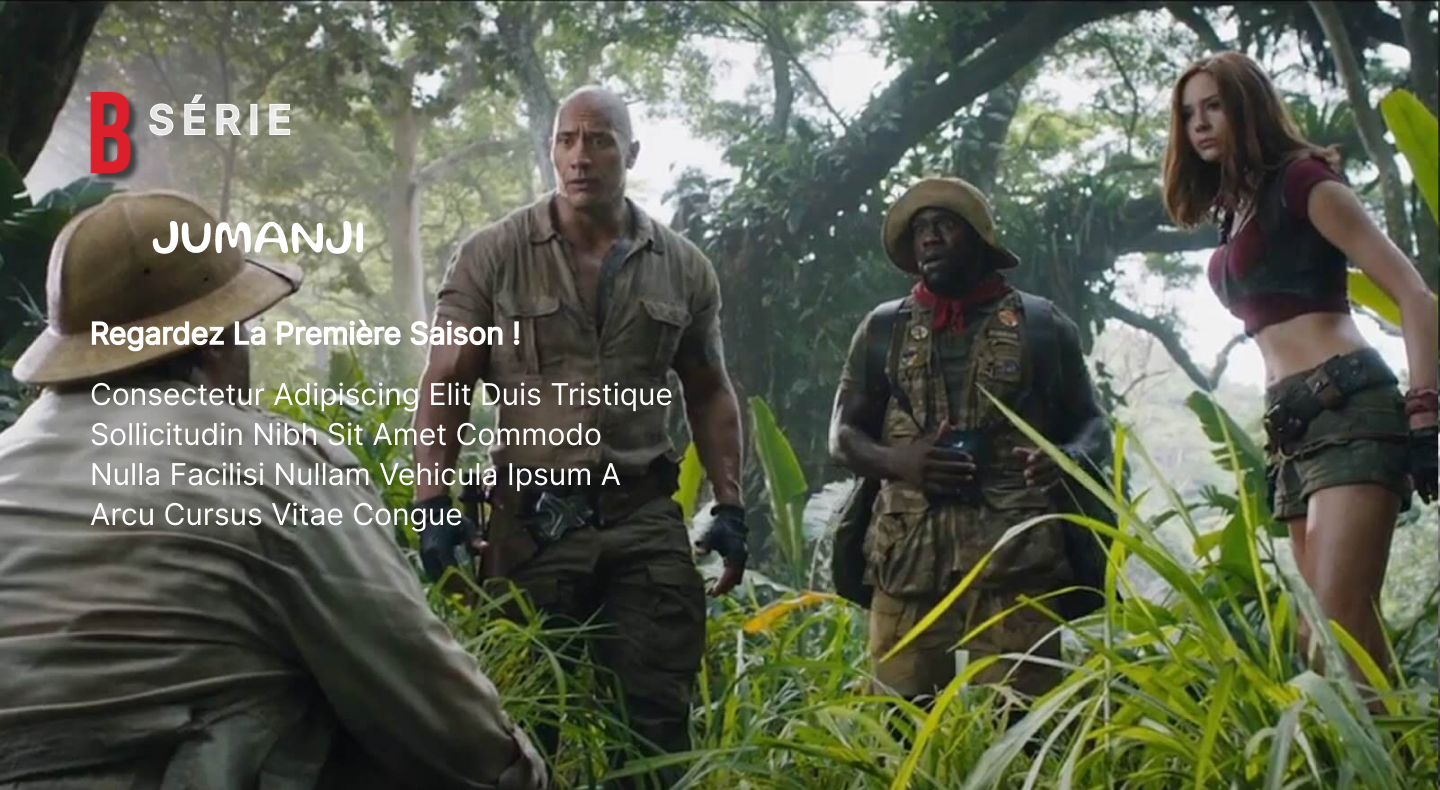 B SÉRIE
JUMANJI
Regardez La Première Saison !
Consectetur Adipiscing Elit Duis Tristique
Sollicitudin Nibh Sit Amet Commodo
Nulla Facilisi Nullam Vehicula Ipsum A
Arcu Cursus Vitae Congue